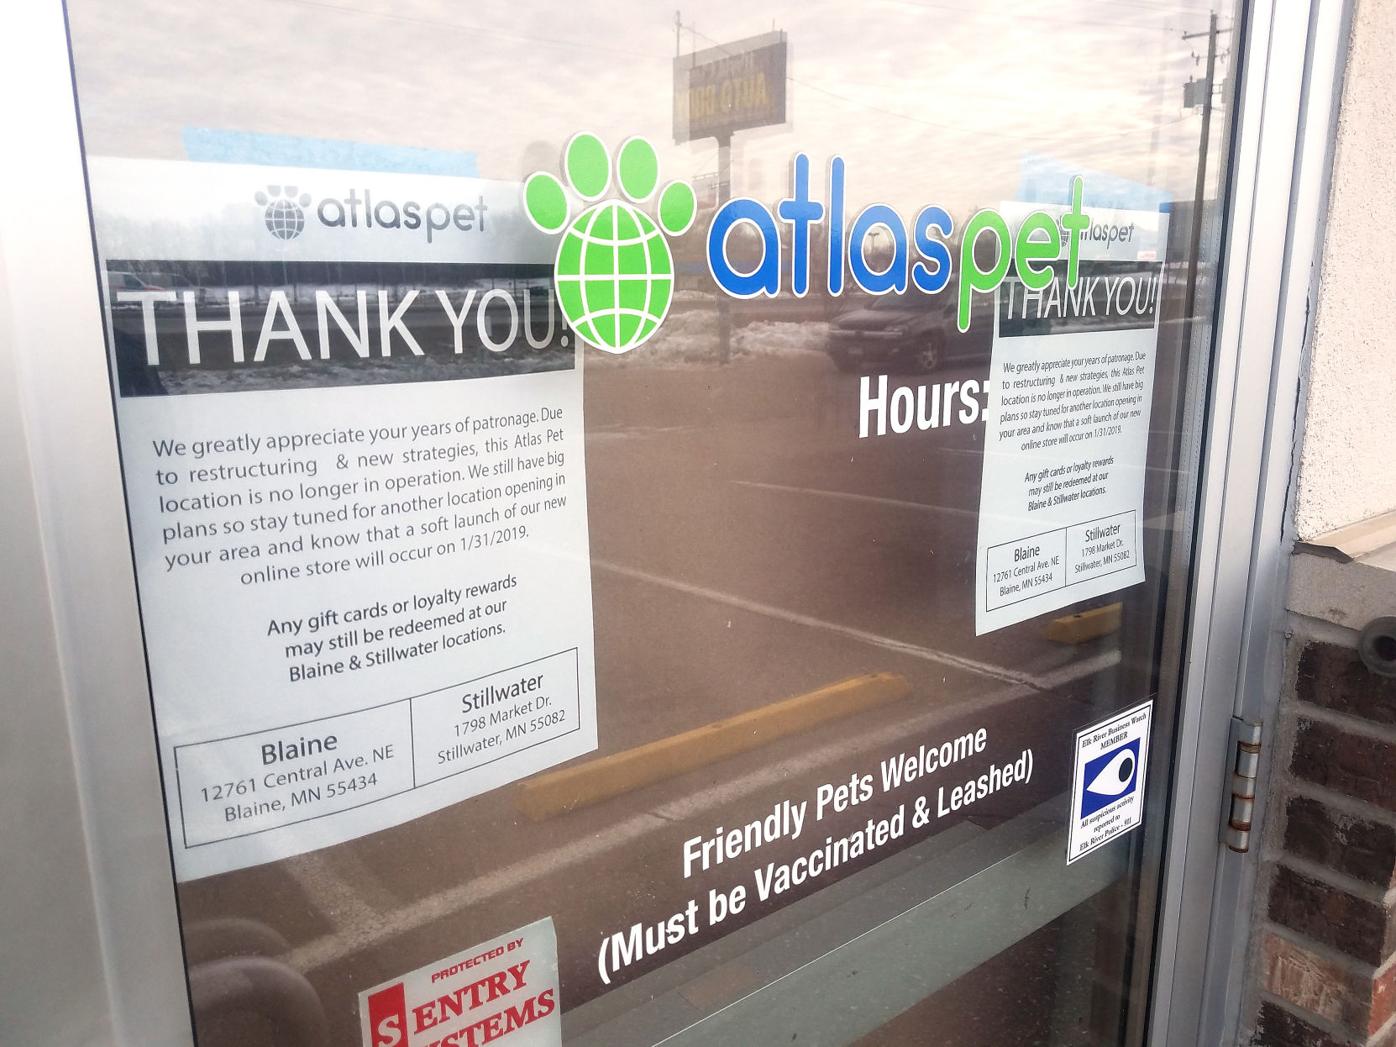 atlaspet
THANK YOU!
We greatly appreciate your years of patronage. Due
to restructuring & new strategies, this Atlas Pet
location is no longer in operation. We still have big
plans so stay tuned for another location opening in
your area and know that a soft launch of our new
online store will occur on 1/31/2019.
Any gift cards or loyalty rewards
may still be redeemed at our
Blaine & Stillwater locations.
Blaine
12761 Central Ave. NE
Blaine, MN 55434
Stillwater
1798 Market Dr.
Stillwater, MN 55082
atlaspet
Hours:
atlaspet
THANK YOU!
We greatly appreciate your years of patronage. Due
to restructuring & new strategies, this Atlas Pet
location is no longer in operation. We still have big
plans so stay tuned for another location opening in
your area and know that a soft launch of our new
online store will occur on 1/31/2019.
Any gift cards or loyalty rewards
may still be redeemed at our
Blaine & Stillwater locations.
Blaine
12761 Central Ave. NE
Blaine, MN 55434
Stillwater
1798 Market Dr.
Stillwater, MN 55082
Friendly Pets Welcome
(Must be Vaccinated & Leashed)
Elk River Business Watch
MEMBER
All suspicious activity
reported to
Elk River Police - 911
PROTECTED BY
SENTRY
SYSTEMS